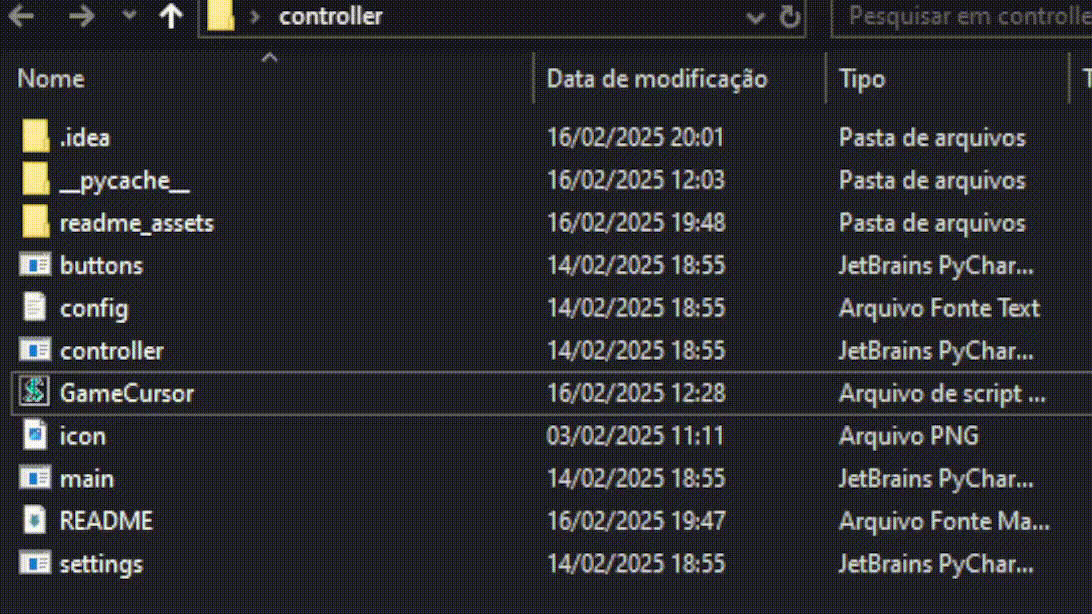 controller
Pesquisar em controlle
Nome Data de modificação Tipo T
.idea 16/02/2025 20:01 Pasta de arquivos
__pycache__ 16/02/2025 12:03 Pasta de arquivos
readme_assets 16/02/2025 19:48 Pasta de arquivos
buttons 14/02/2025 18:55 JetBrains PyChar...
config 14/02/2025 18:55 Arquivo Fonte Text
controller 14/02/2025 18:55 JetBrains PyChar...
GameCursor 16/02/2025 12:28 Arquivo de script ...
icon 03/02/2025 11:11 Arquivo PNG
main 14/02/2025 18:55 JetBrains PyChar...
README 16/02/2025 19:47 Arquivo Fonte Ma...
settings 14/02/2025 18:55 JetBrains PyChar...